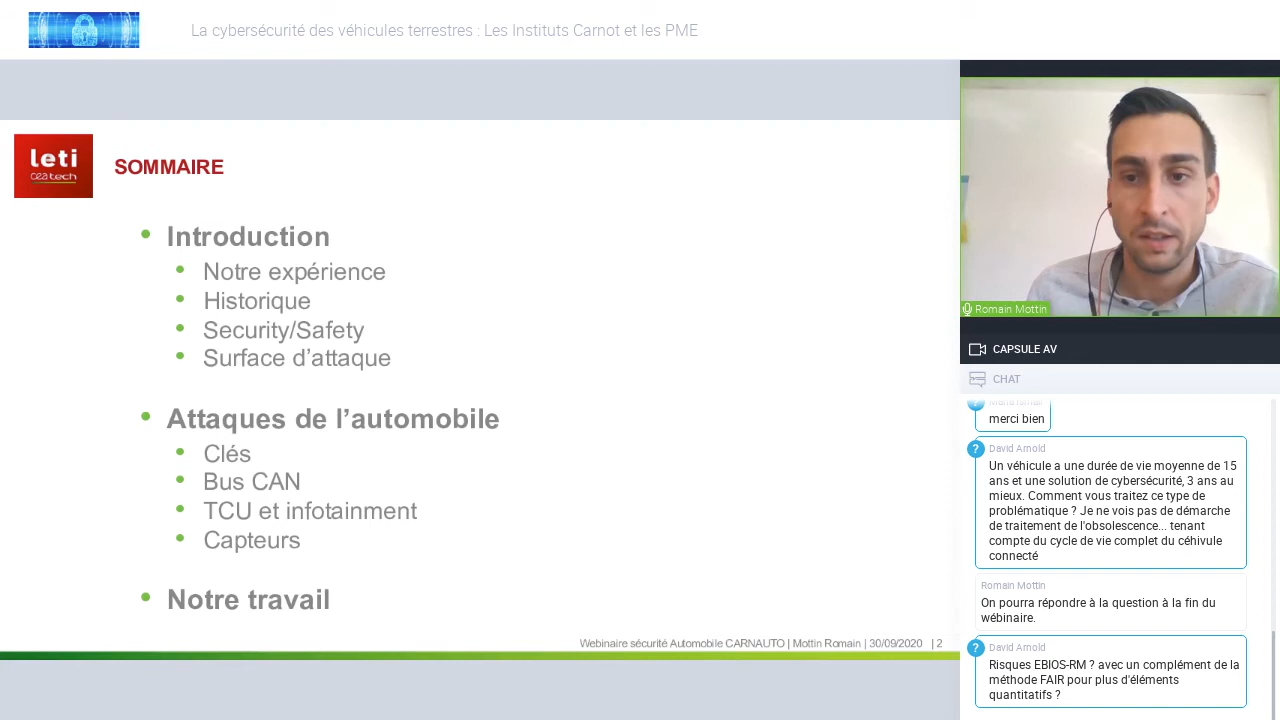 La cybersécurité des véhicules terrestres : Les Instituts Carnot et les PME
leti
ceatech
SOMMAIRE
• Introduction
• Notre expérience
• Historique
• Security/Safety
• Surface d'attaque
• Attaques de l'automobile
• Clés
• Bus CAN
• TCU et infotainment
• Capteurs
• Notre travail
Webinaire sécurité Automobile CARNAUTO | Mottin Romain | 30/09/2020 | 2
Romain Mottin
CAPSULE AV
CHAT
merci bien
?
David Arnold
Un véhicule a une durée de vie moyenne de 15
ans et une solution de cybersécurité, 3 ans au
mieux. Comment vous traitez ce type de
problématique ? Je ne vois pas de démarche
de traitement de l'obsolescence... tenant
compte du cycle de vie complet du céhivule
connecté
Romain Mottin
On pourra répondre à la question à la fin du
wébinaire.
?
David Arnold
Risques EBIOS-RM ? avec un complément de la
méthode FAIR pour plus d'éléments
quantitatifs ?